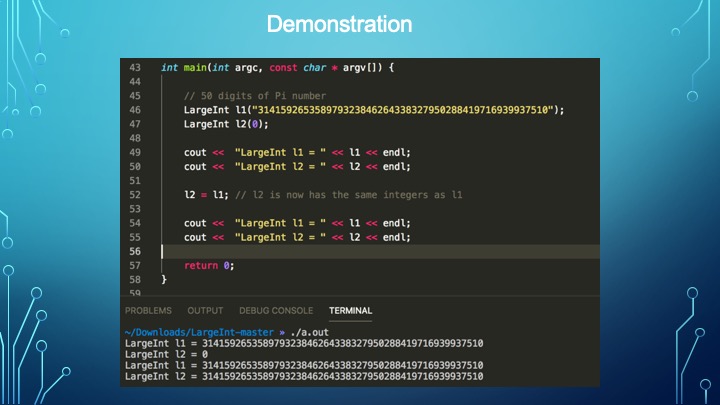 Demonstration
43 int main(int argc, const char * argv[]) {
44
45 // 50 digits of Pi number
46 LargeInt l1("314159265358979323846264338327950288419716939937510");
47 LargeInt l2(0);
48
49 cout << "LargeInt l1 = " << l1 << endl;
50 cout << "LargeInt l2 = " << l2 << endl;
51
52 l2 = l1; // l2 is now has the same integers as l1
53
54 cout << "LargeInt l1 = " << l1 << endl;
55 cout << "LargeInt l2 = " << l2 << endl;
56
57 return 0;
58 }
59
PROBLEMS OUTPUT DEBUG CONSOLE TERMINAL
~/Downloads/LargeInt-master » ./a.out
LargeInt l1 = 314159265358979323846264338327950288419716939937510
LargeInt l2 = 0
LargeInt l1 = 314159265358979323846264338327950288419716939937510
LargeInt l2 = 314159265358979323846264338327950288419716939937510